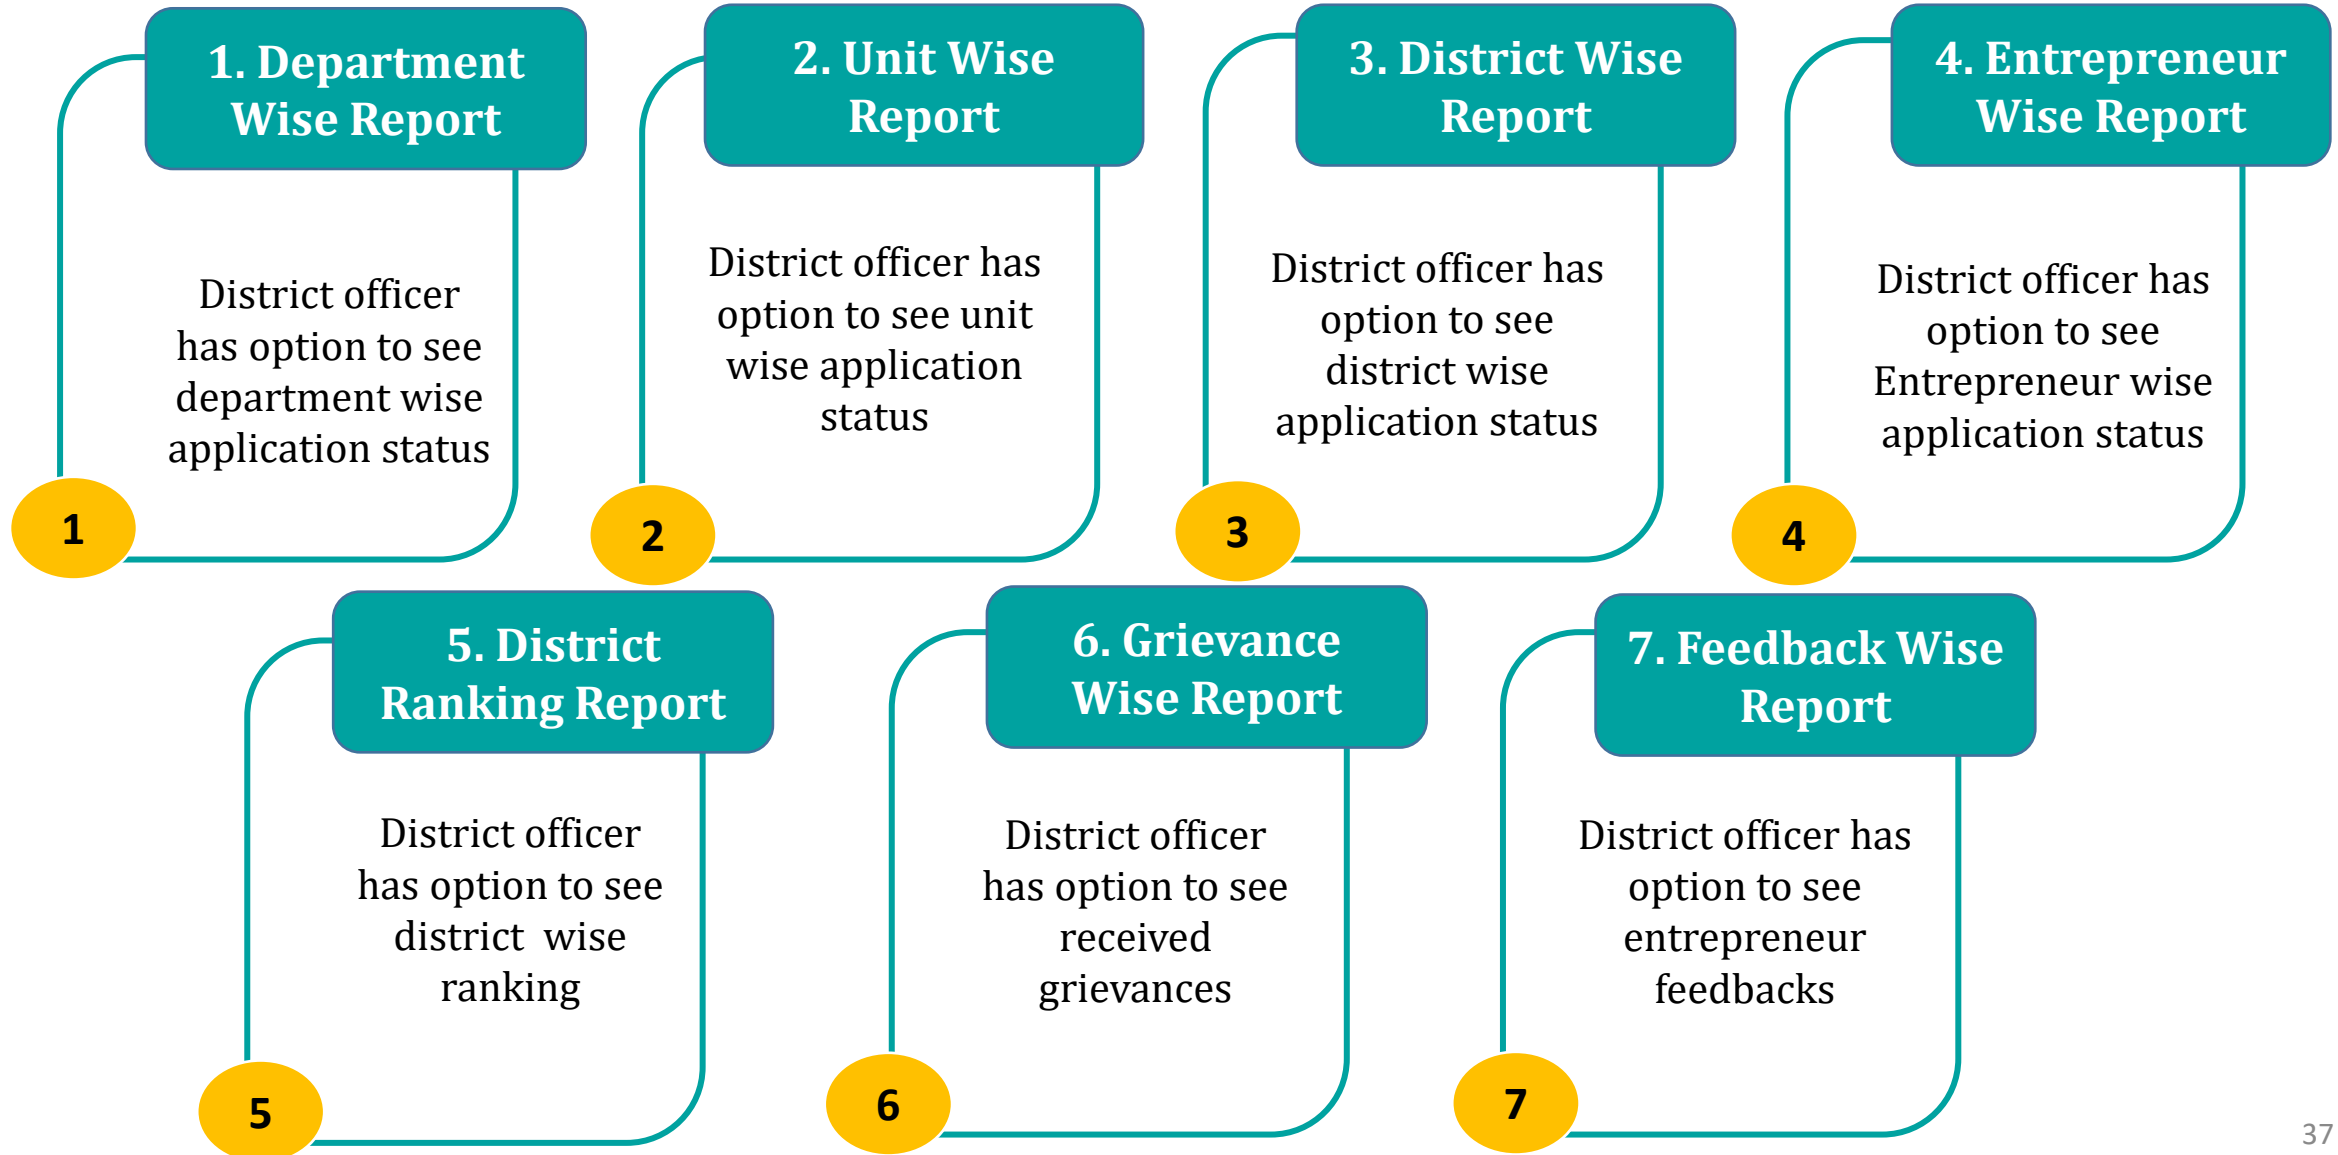 1. Department
Wise Report
District officer
has option to see
department wise
application status
1
2. Unit Wise
Report
District officer has
option to see unit
wise application
status
2
3. District Wise
Report
District officer has
option to see
district wise
application status
3
4. Entrepreneur
Wise Report
District officer has
option to see
Entrepreneur wise
application status
4
5. District
Ranking Report
District officer
has option to see
district  wise
ranking
5
6. Grievance
Wise Report
District officer
has option to see
received
grievances
6
7. Feedback Wise
Report
District officer has
option to see
entrepreneur
feedbacks
7
37